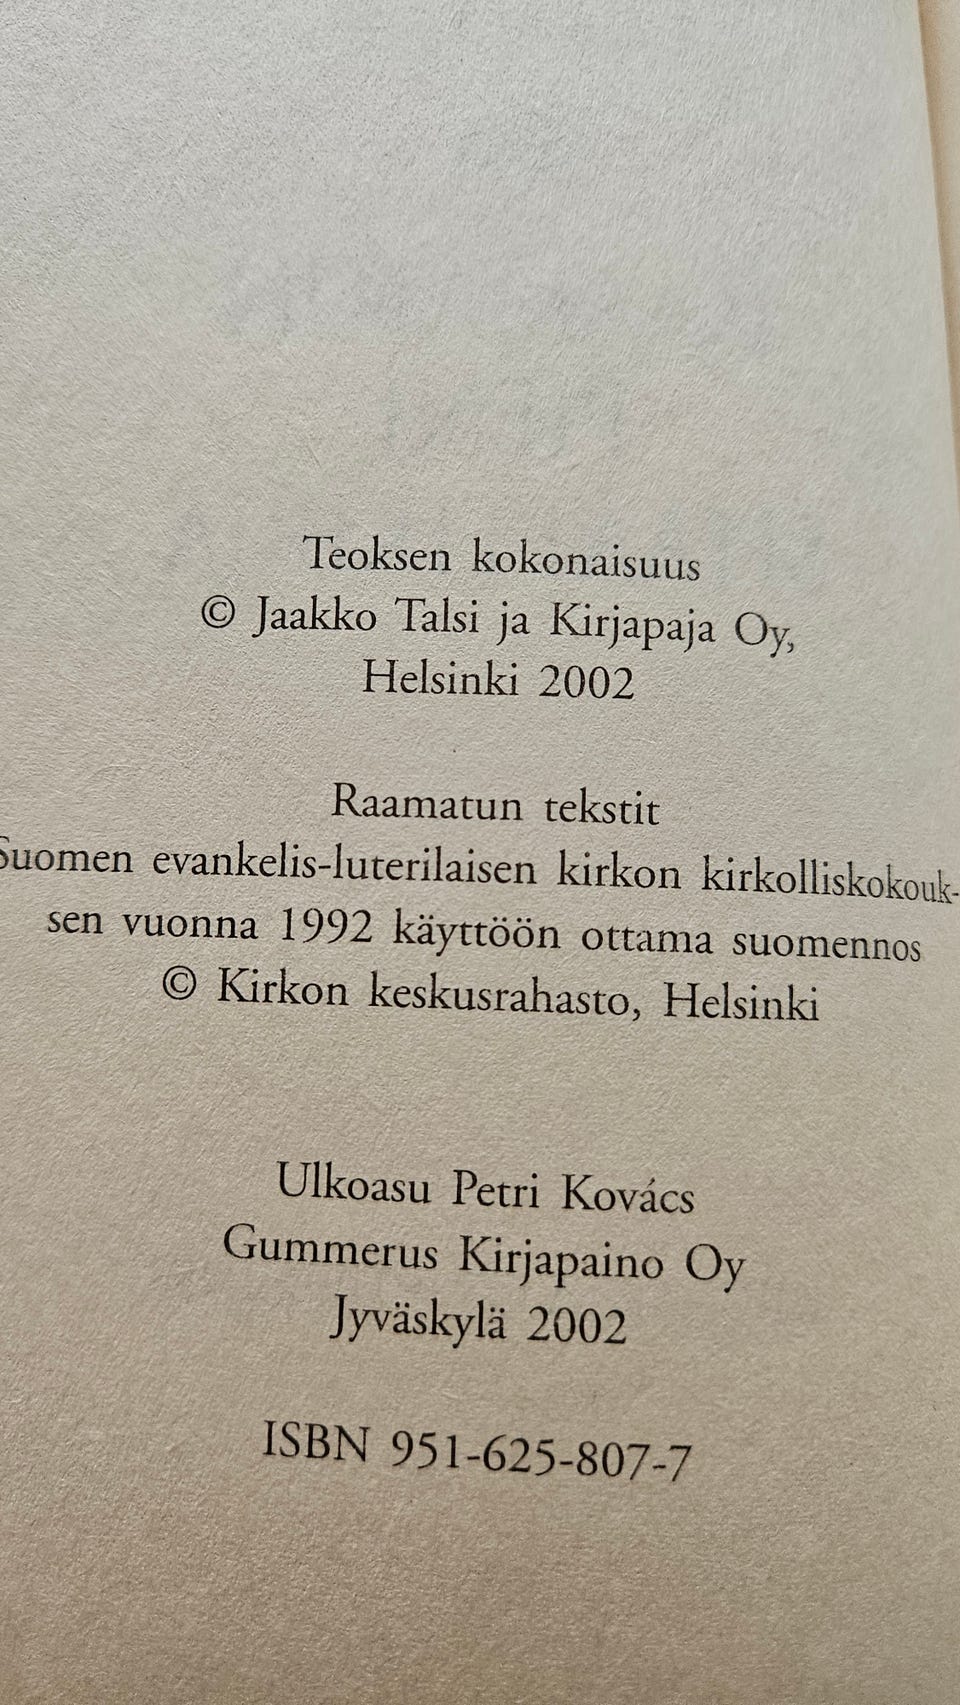 Teoksen kokonaisuus
© Jaakko Talsi ja Kirjapaja Oy,
Helsinki 2002
Raamatun tekstit
Suomen evankelis-luterilaisen kirkon kirkolliskokouk-
sen vuonna 1992 käyttöön ottama suomennos
© Kirkon keskusrahasto, Helsinki
Ulkoasu Petri Kovács
Gummerus Kirjapaino Oy
Jyväskylä 2002
ISBN 951-625-807-7